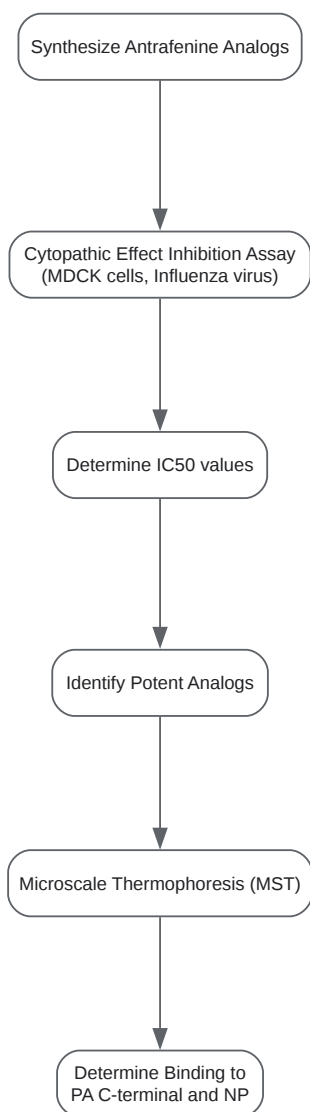 Synthesize Antrafenine Analogs
Cytopathic Effect Inhibition Assay
(MDCK cells, Influenza virus)
Determine IC50 values
Identify Potent Analogs
Microscale Thermophoresis (MST)
Determine Binding to
PA C-terminal and NP